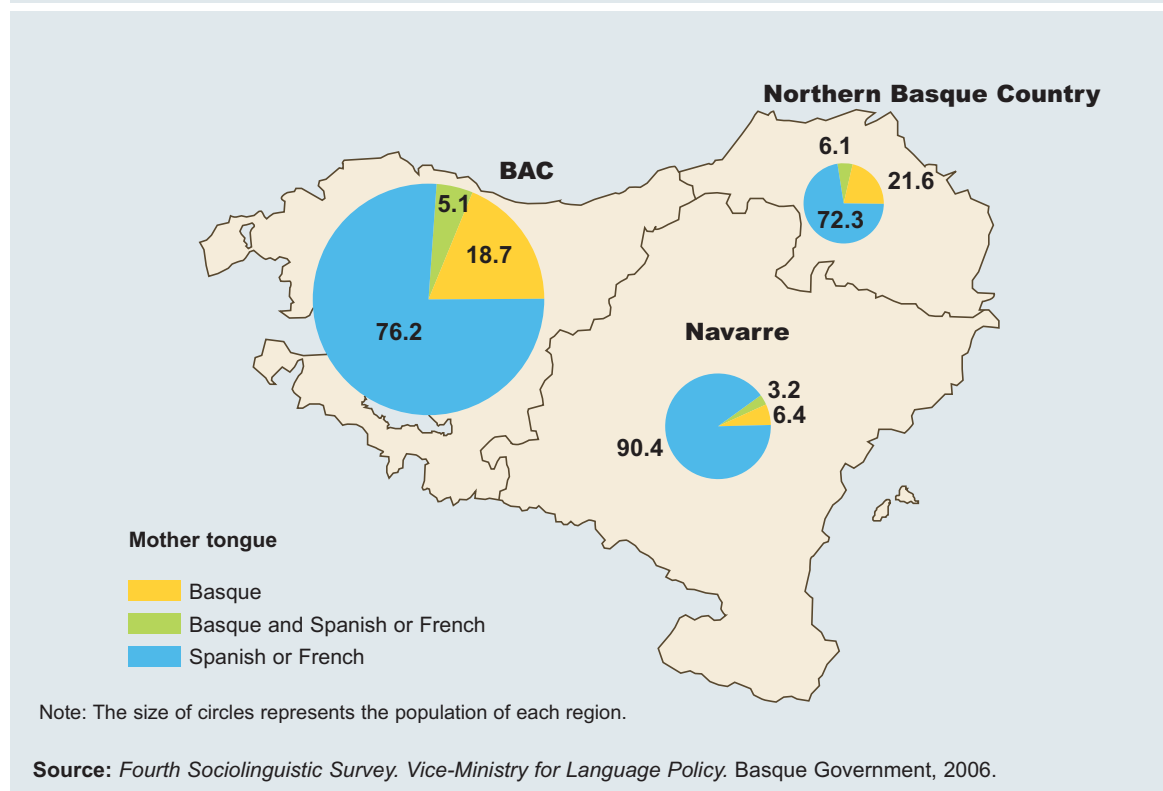 Northern Basque Country
6.1
21.6
72.3
BAC
5.1
18.7
76.2
Navarre
3.2
6.4
90.4
Mother tongue
Basque
Basque and Spanish or French
Spanish or French
Note: The size of circles represents the population of each region.
Source: Fourth Sociolinguistic Survey. Vice-Ministry for Language Policy. Basque Government, 2006.